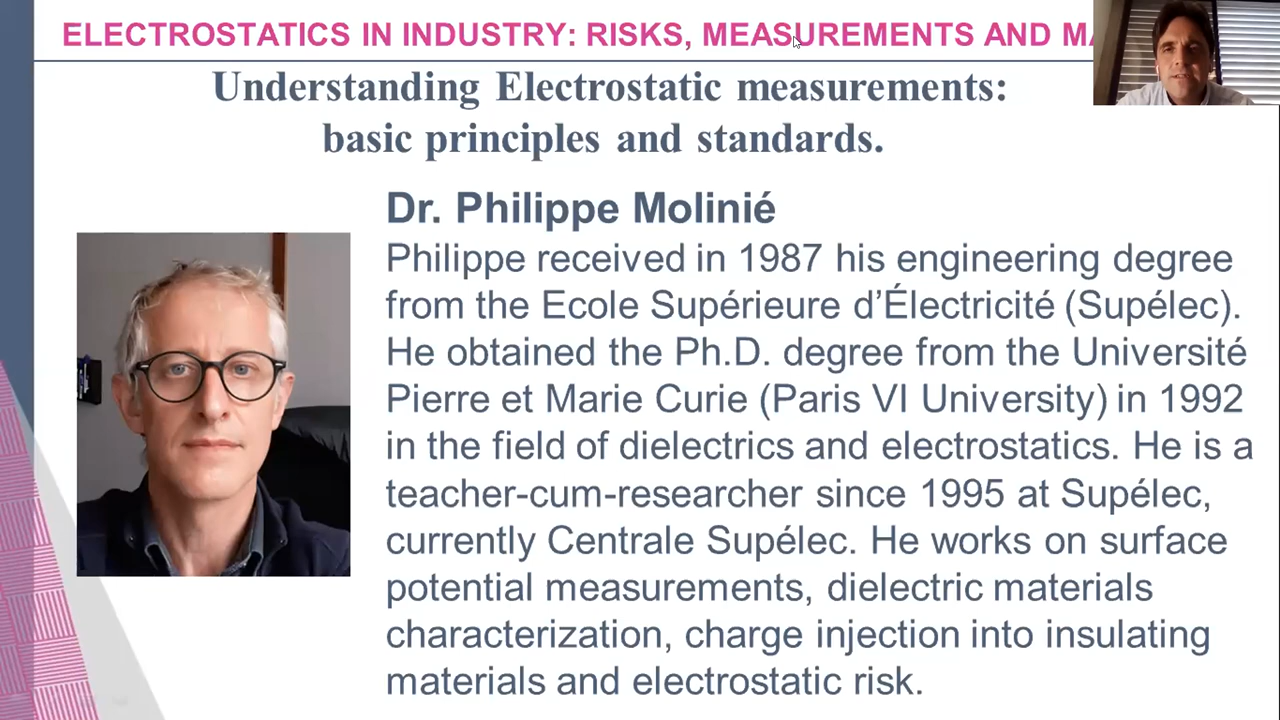 ELECTROSTATICS IN INDUSTRY: RISKS, MEASUREMENTS AND
Understanding Electrostatic measurements:
basic principles and standards.
Dr. Philippe Molinié
Philippe received in 1987 his engineering degree
from the Ecole Supérieure d’Électricité (Supélec).
He obtained the Ph.D. degree from the Université
Pierre et Marie Curie (Paris VI University) in 1992
in the field of dielectrics and electrostatics. He is a
teacher-cum-researcher since 1995 at Supélec,
currently Centrale Supélec. He works on surface
potential measurements, dielectric materials
characterization, charge injection into insulating
materials and electrostatic risk.